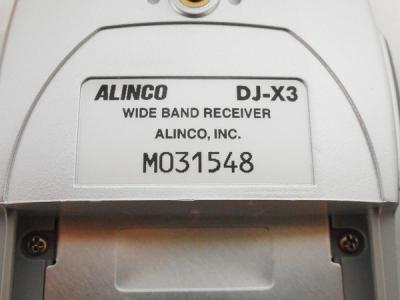 ALINCO DJ-X3
WIDE BAND RECEIVER
ALINCO, INC.
M031548